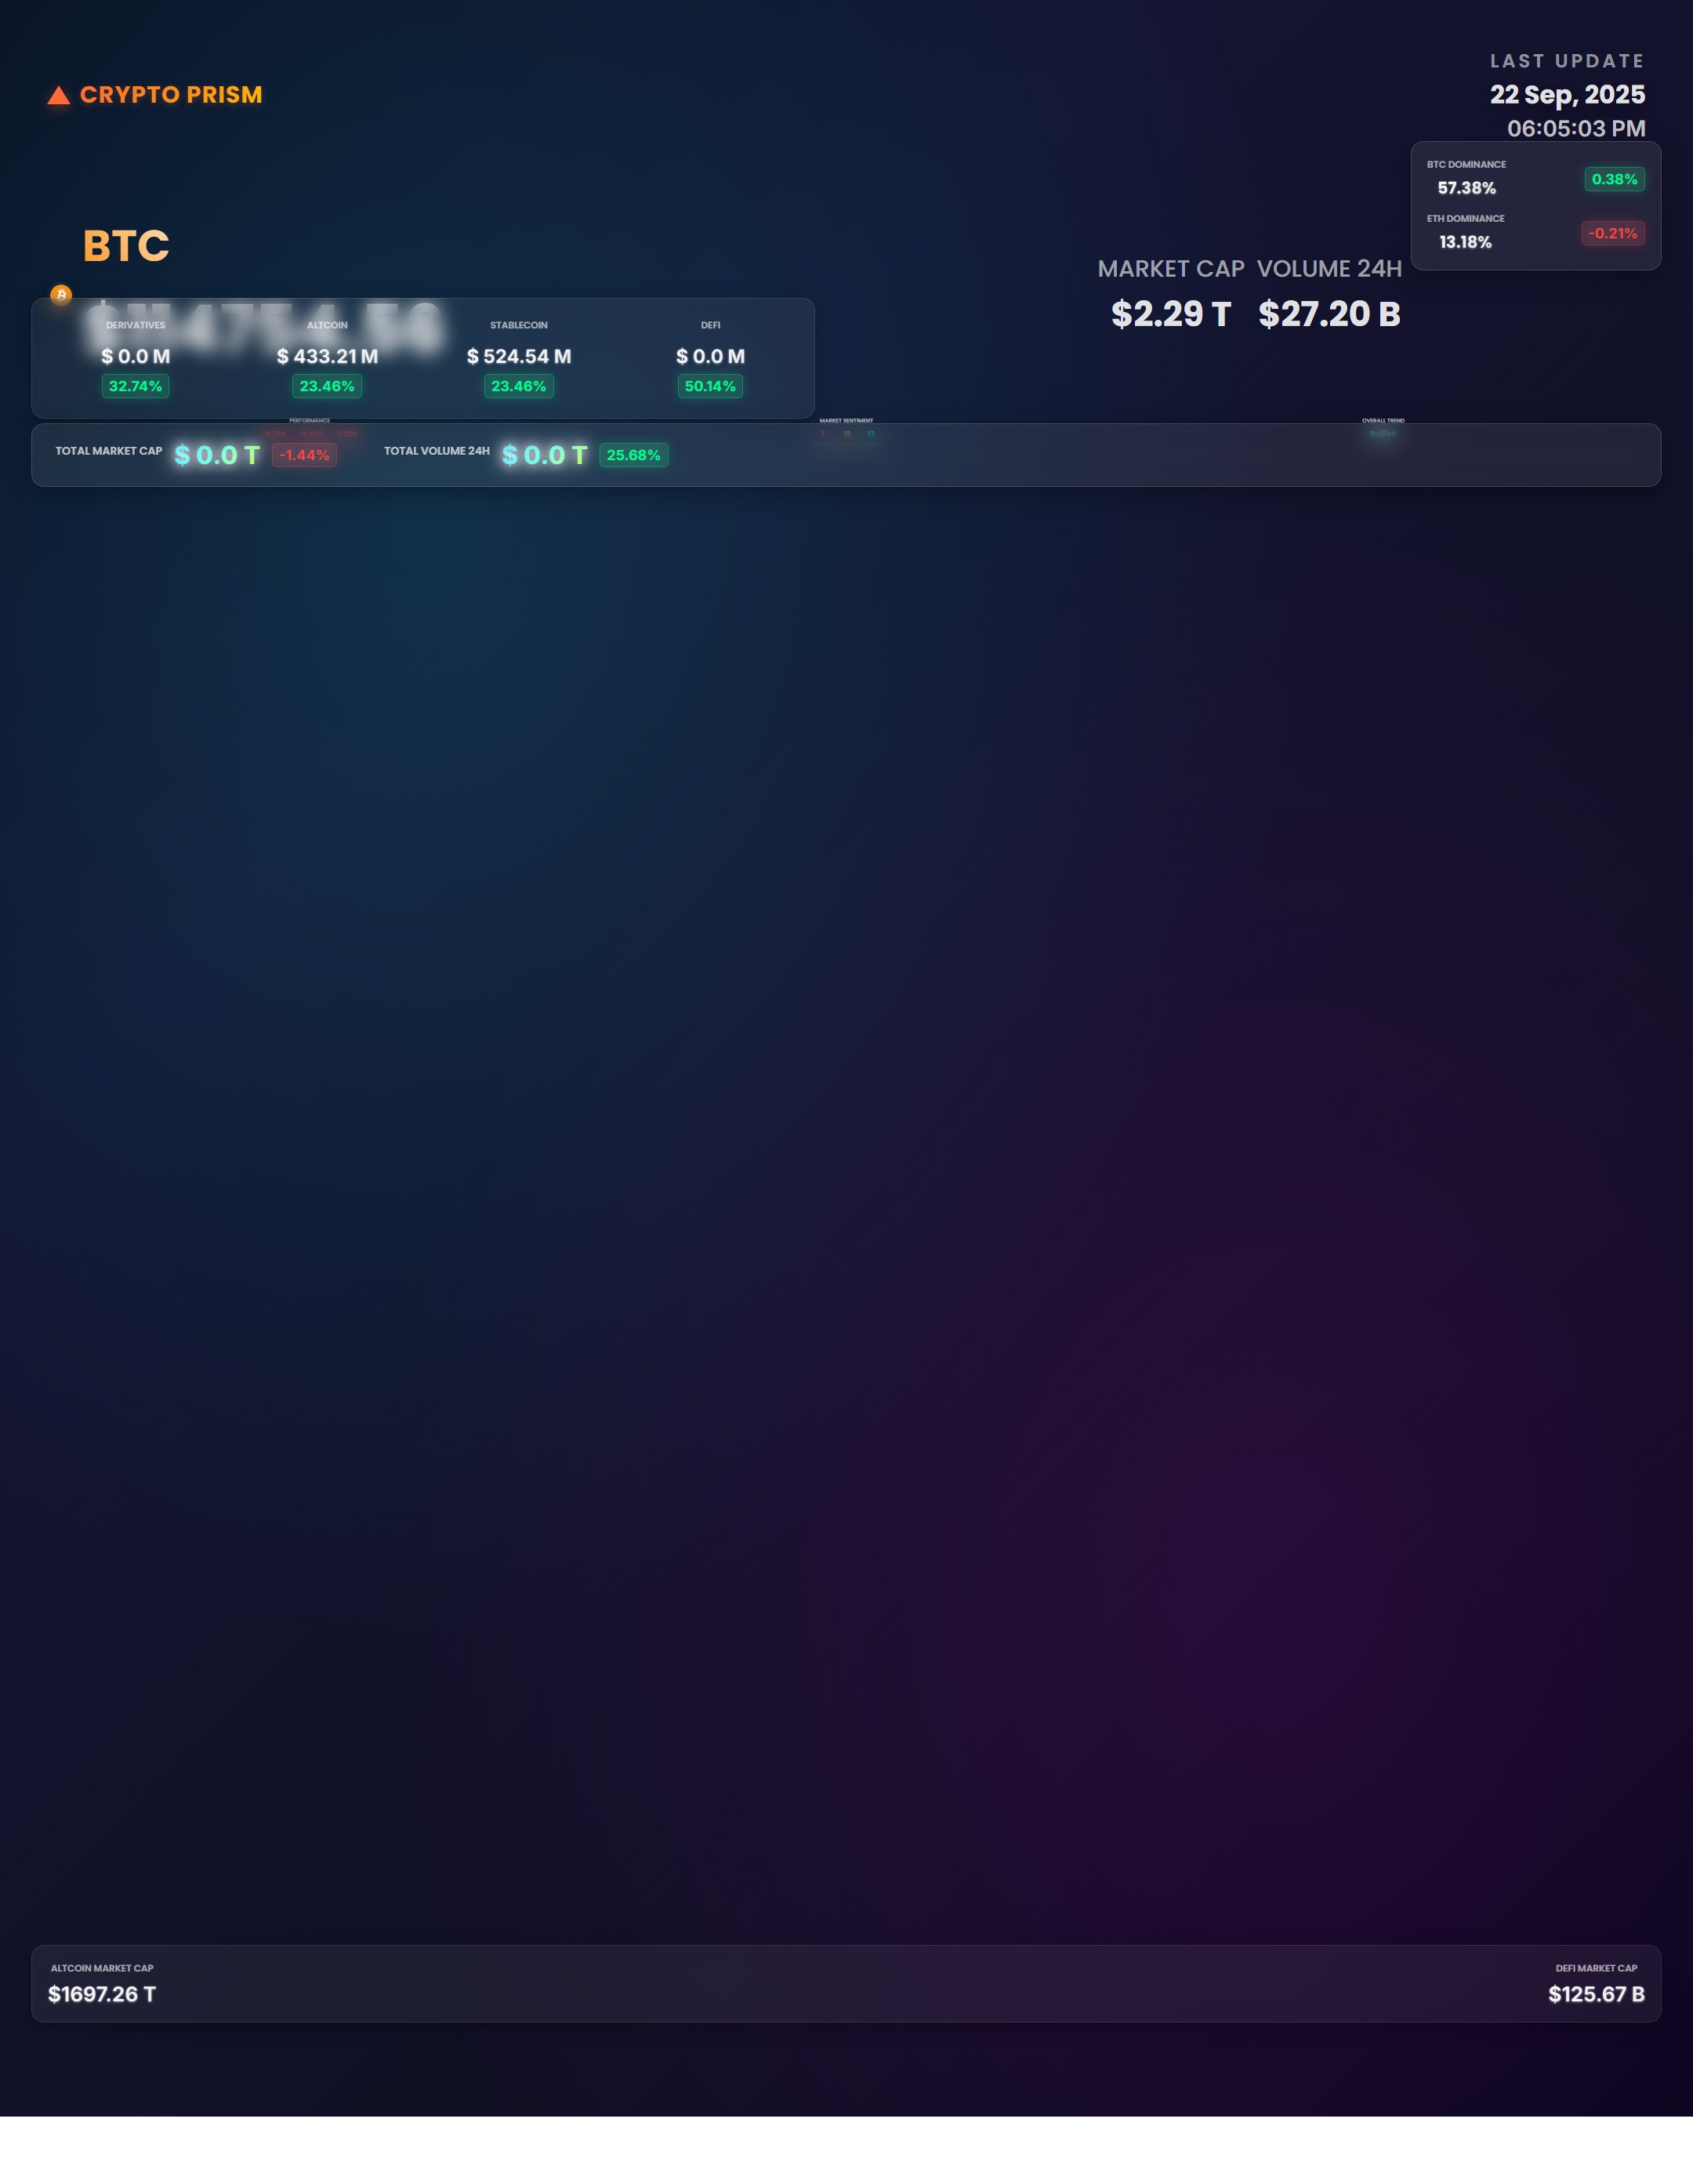 LAST UPDATE
CRYPTO PRISM
22 Sep, 2025
06:05:03 PM
BTC DOMINANCE
57.38%
0.38%
ETH DOMINANCE
13.18%
-0.21%
BTC
MARKET CAP VOLUME 24H
$2.29 T $27.20 B
DERIVATIVES ALTCOIN STABLECOIN DEFI
$ 0.0 M $ 433.21 M $ 524.54 M $ 0.0 M
32.74% 23.46% 23.46% 50.14%
PERFORMANCE MARKET SENTIMENT OVERALL TREND
3 16 13 Bullish
TOTAL MARKET CAP $ 0.0 T -1.44% TOTAL VOLUME 24H $ 0.0 T 25.68%
ALTCOIN MARKET CAP DEFI MARKET CAP
$1697.26 T $125.67 B